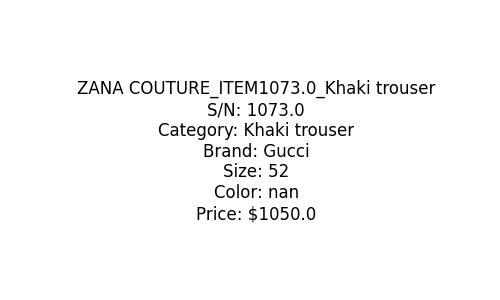 ZANA COUTURE_ITEM1073.0_Khaki trouser
S/N: 1073.0
Category: Khaki trouser
Brand: Gucci
Size: 52
Color: nan
Price: $1050.0